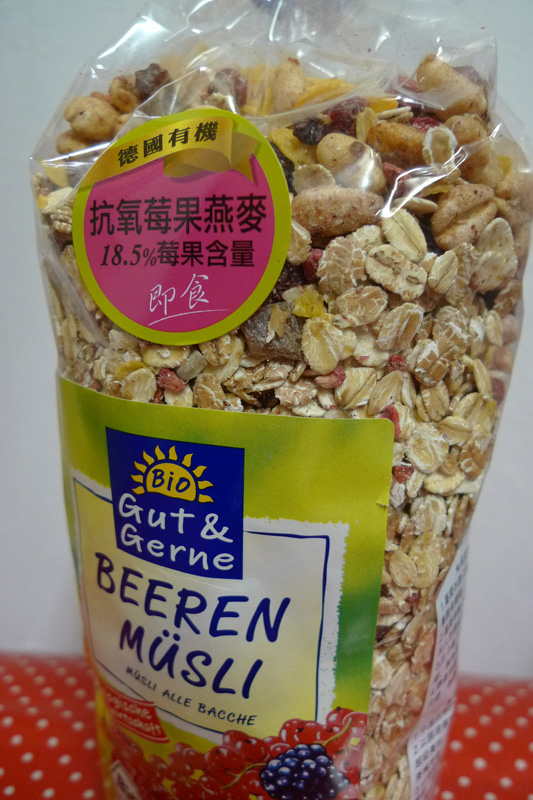 德國有機
抗氧莓果燕麥
18.5%莓果含量
即食
Bio
Gut &
Gerne
BEEREN
MÜSLI
MÜSLI ALLE BACCHE